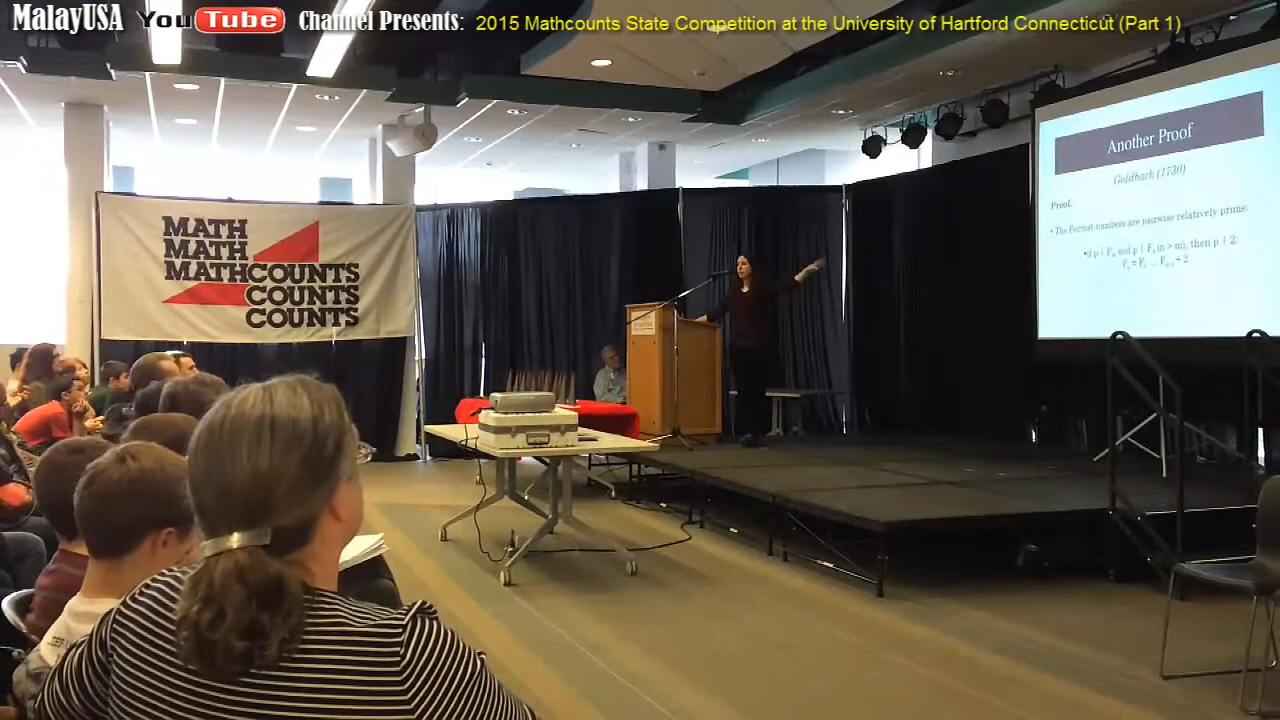 MalayUSA YouTube Channel Presents: 2015 Mathcounts State Competition at the University of Hartford Connecticut (Part 1)
MATH
MATH
MATHCOUNTS
COUNTS
COUNTS
Another Proof
Goldbach (1730)
Proof.
• The Fermat numbers are pairwise relatively prime: